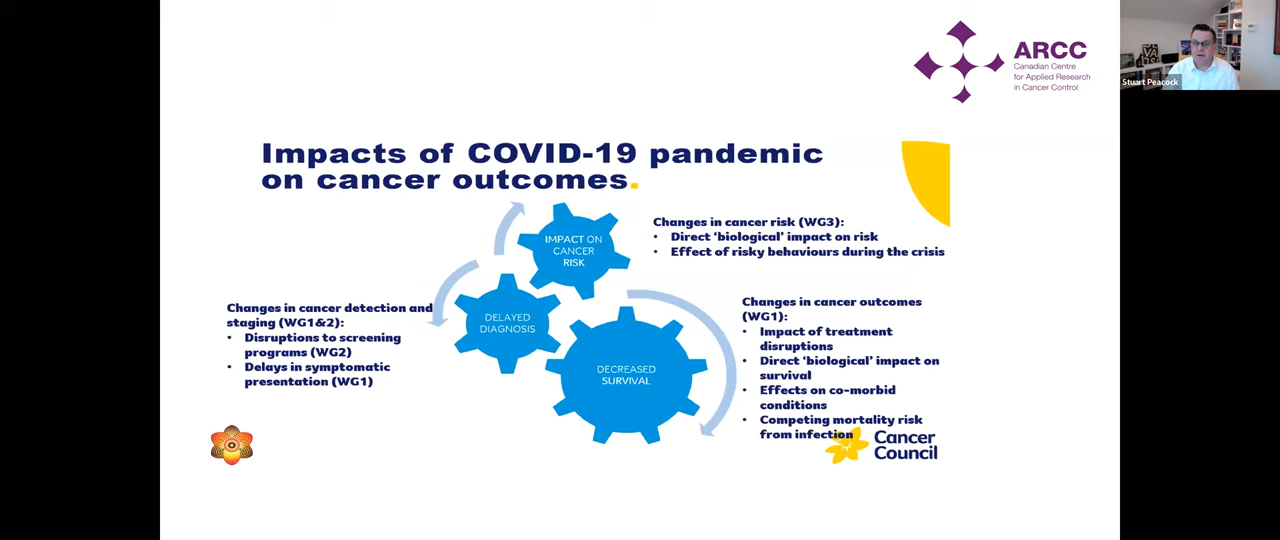 ARCC
Canadian Centre
for Applied Research
in Cancer Control
Stuart Peacock
Impacts of COVID-19 pandemic
on cancer outcomes.
IMPACT ON
CANCER
RISK
Changes in cancer risk (WG3):
• Direct ‘biological’ impact on risk
• Effect of risky behaviours during the crisis
Changes in cancer detection and
staging (WG1&2):
• Disruptions to screening
programs (WG2)
• Delays in symptomatic
presentation (WG1)
DELAYED
DIAGNOSIS
DECREASED
SURVIVAL
Changes in cancer outcomes
(WG1):
• Impact of treatment
disruptions
• Direct ‘biological’ impact on
survival
• Effects on co-morbid
conditions
• Competing mortality risk
from infection
Cancer
Council